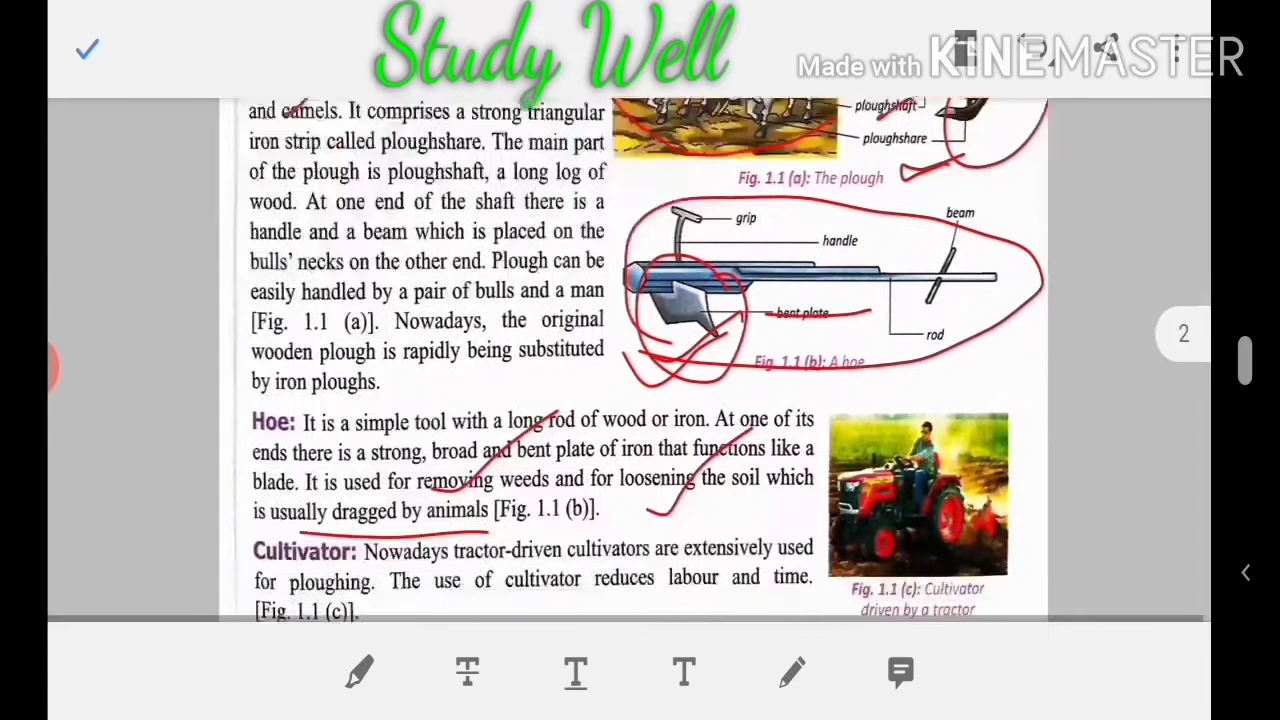 Study Well
Made with KINEMASTER
and camels. It comprises a strong triangular
iron strip called ploughshare. The main part
of the plough is ploughshaft, a long log of
wood. At one end of the shaft there is a
handle and a beam which is placed on the
bulls' necks on the other end. Plough can be
easily handled by a pair of bulls and a man
[Fig. 1.1 (a)]. Nowadays, the original
wooden plough is rapidly being substituted
by iron ploughs.
ploughshaft
ploughshare
Fig. 1.1 (a): The plough
grip
beam
handle
bent plate
rod
Fig. 1.1 (b): A hoe
2
Hoe: It is a simple tool with a long rod of wood or iron. At one of its
ends there is a strong, broad and bent plate of iron that functions like a
blade. It is used for removing weeds and for loosening the soil which
is usually dragged by animals [Fig. 1.1 (b)].
Cultivator: Nowadays tractor-driven cultivators are extensively used
for ploughing. The use of cultivator reduces labour and time.
[Fig. 1.1 (c)].
Fig. 1.1 (c): Cultivator
driven by a tractor